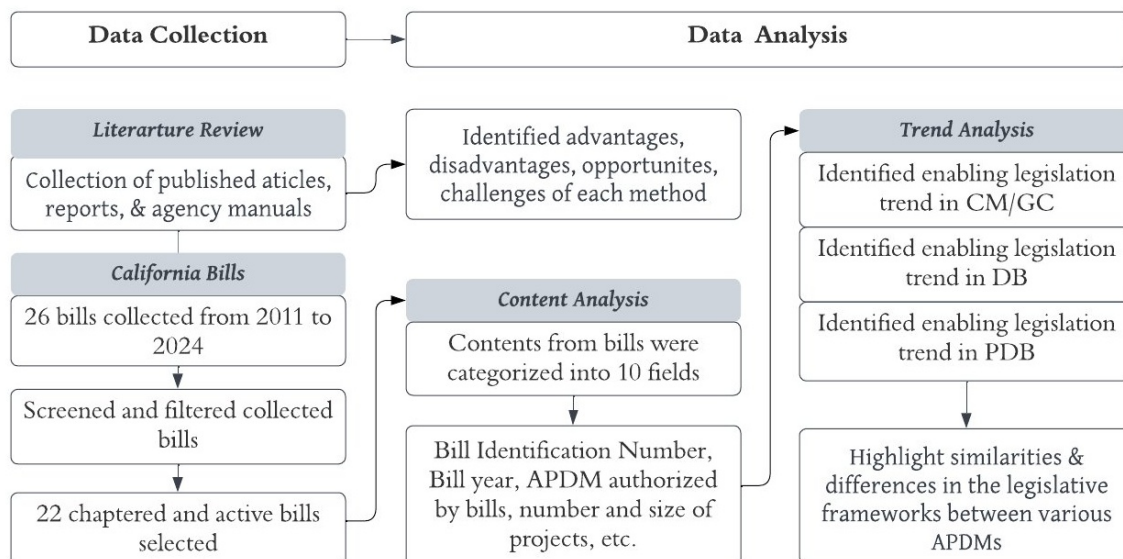 Data Collection
Data Analysis
Literarture Review
Collection of published aticles,
reports, & agency manuals
California Bills
26 bills collected from 2011 to
2024
Screened and filtered collected
bills
22 chaptered and active bills
selected
Identified advantages,
disadvantages, opportunites,
challenges of each method
Content Analysis
Contents from bills were
categorized into 10 fields
Bill Identification Number,
Bill year, APDM authorized
by bills, number and size of
projects, etc.
Trend Analysis
Identified enabling legislation
trend in CM/GC
Identified enabling legislation
trend in DB
Identified enabling legislation
trend in PDB
Highlight similarities &
differences in the legislative
frameworks between various
APDMs